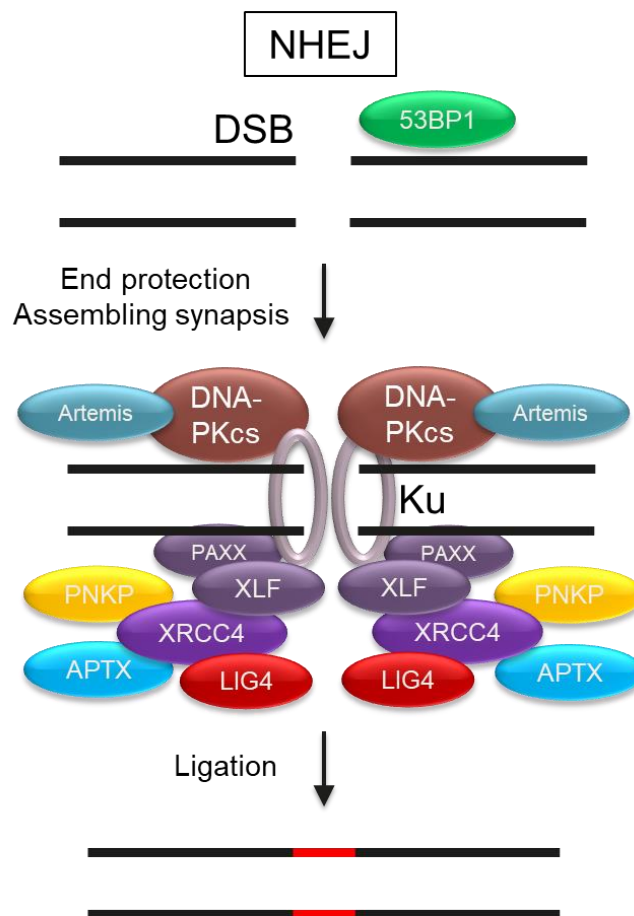 NHEJ
DSB
53BP1
End protection
Assembling synapsis
Artemis
DNA-
PKcs
DNA-
PKcs
Artemis
Ku
PAXX
PAXX
PNKP
XLF
XLF
PNKP
XRCC4
XRCC4
APTX
LIG4
LIG4
APTX
Ligation